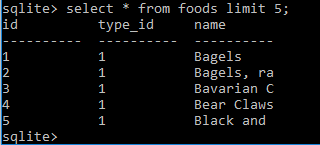 sqlite> select * from foods limit 5;
id          type_id     name
----------  ----------  ----------
1           1           Bagels
2           1           Bagels, ra
3           1           Bavarian C
4           1           Bear Claws
5           1           Black and
sqlite>